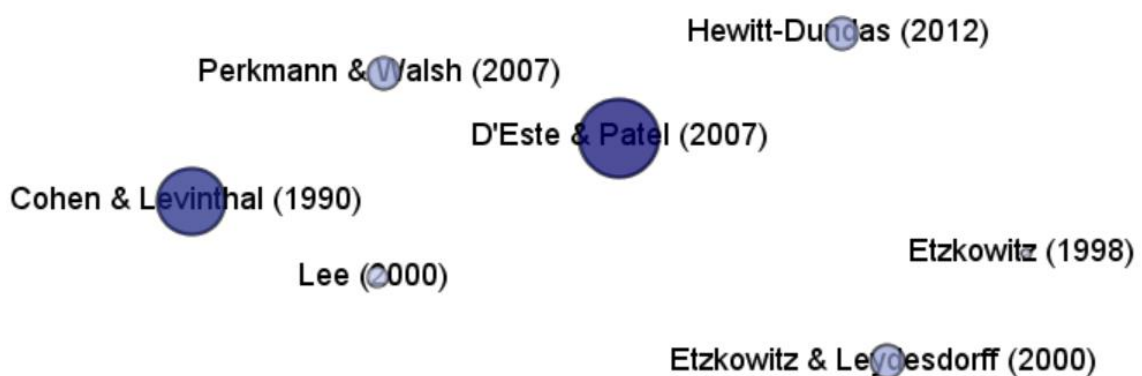 Hewitt-Dundas (2012)
Perkmann & Walsh (2007)
D'Este & Patel (2007)
Cohen & Levinthal (1990)
Etzkowitz (1998)
Lee (2000)
Etzkowitz & Leydesdorff (2000)